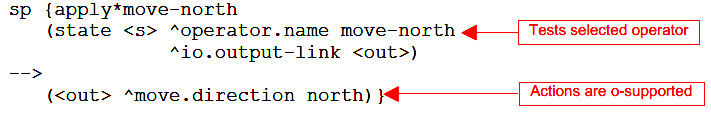 sp {apply*move-north
(state <s> ^operator.name move-north
Tests selected operator
^io.output-link <out>)
-->
(<out> ^move.direction north)}
Actions are o-supported